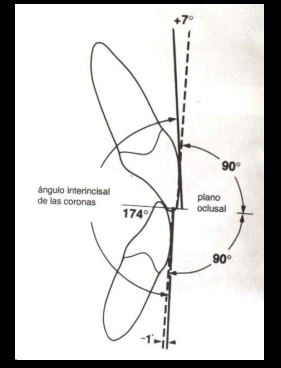 +7°
90°
ángulo interincisal
de las coronas
plano
oclusal
174°
90°
-1°